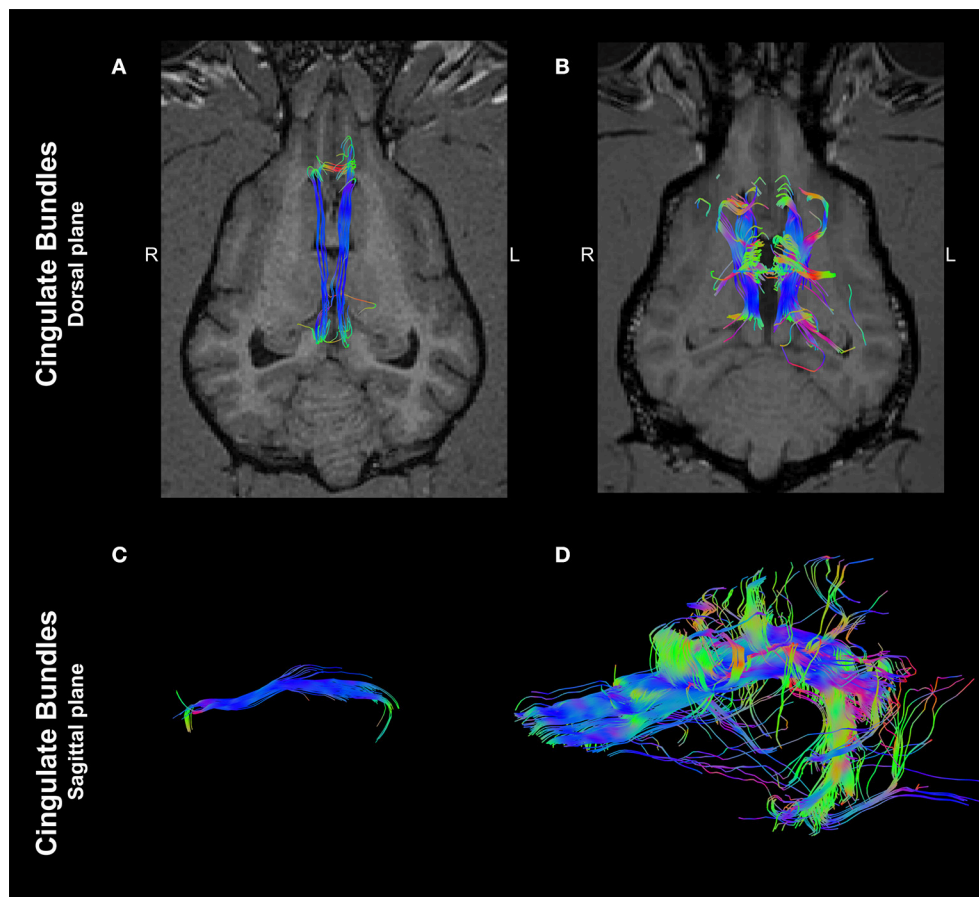 A
B
Cingulate Bundles
Dorsal plane
R
L
R
L
C
D
Cingulate Bundles
Sagittal plane